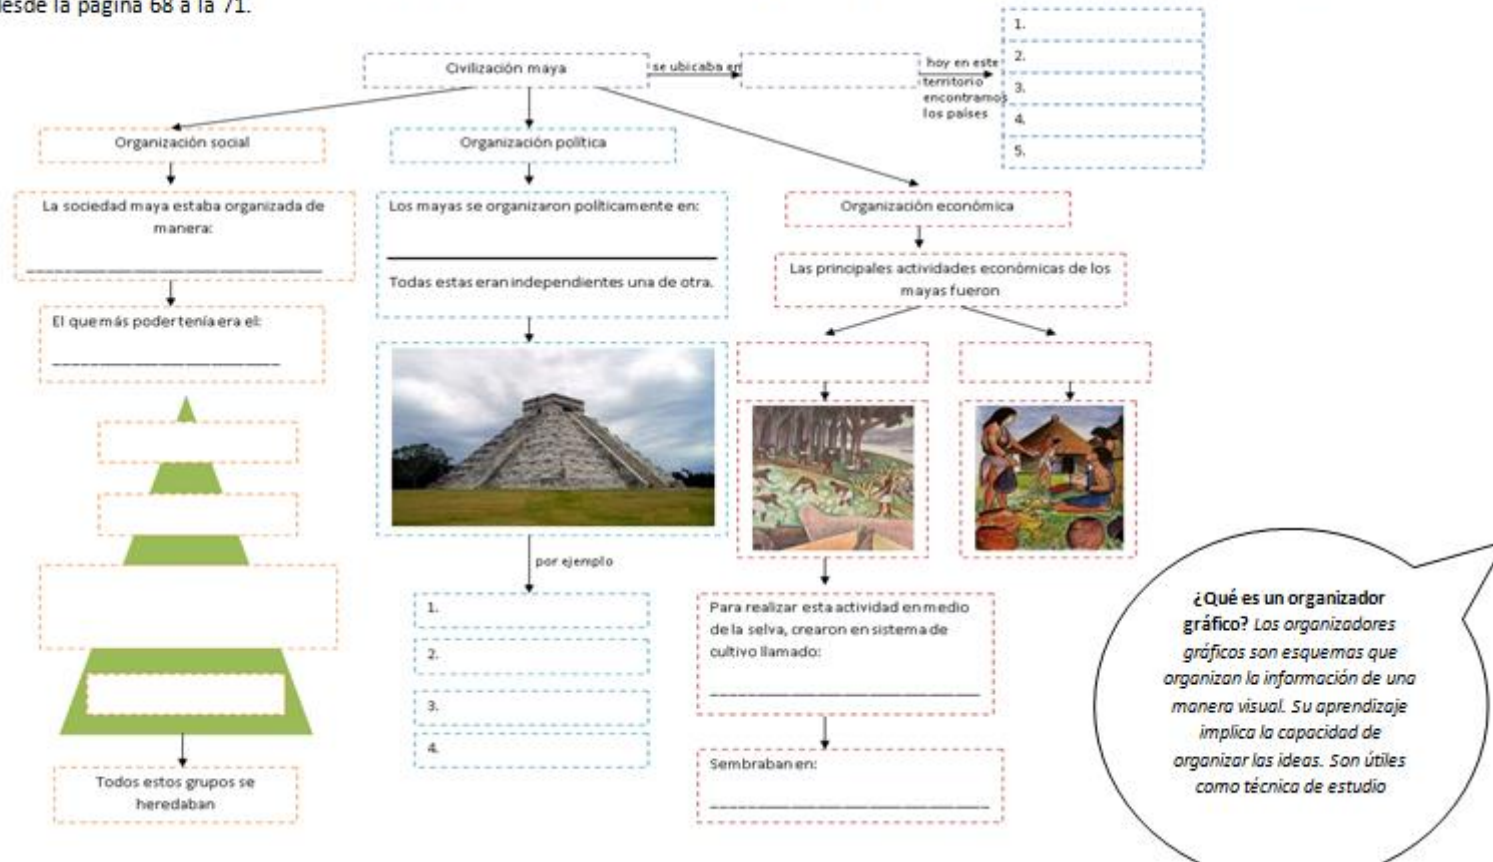 desde la página 68 a la 71.
Civilización maya
se ubicaba en
hoy en este
territorio
encontramos
los países
1.
2.
3.
4.
5.
Organización social
La sociedad maya estaba organizada de
manera:
El que más poder tenía era el:
Todos estos grupos se
heredaban
Organización política
Los mayas se organizaron políticamente en:
Todas estas eran independientes una de otra.
por ejemplo
1.
2.
3.
4.
Organización económica
Las principales actividades económicas de los
mayas fueron
Para realizar esta actividad en medio
de la selva, crearon en sistema de
cultivo llamado:
Sembraban en:
¿Qué es un organizador
gráfico? Los organizadores
gráficos son esquemas que
organizan la información de una
manera visual. Su aprendizaje
implica la capacidad de
organizar las ideas. Son útiles
como técnica de estudio